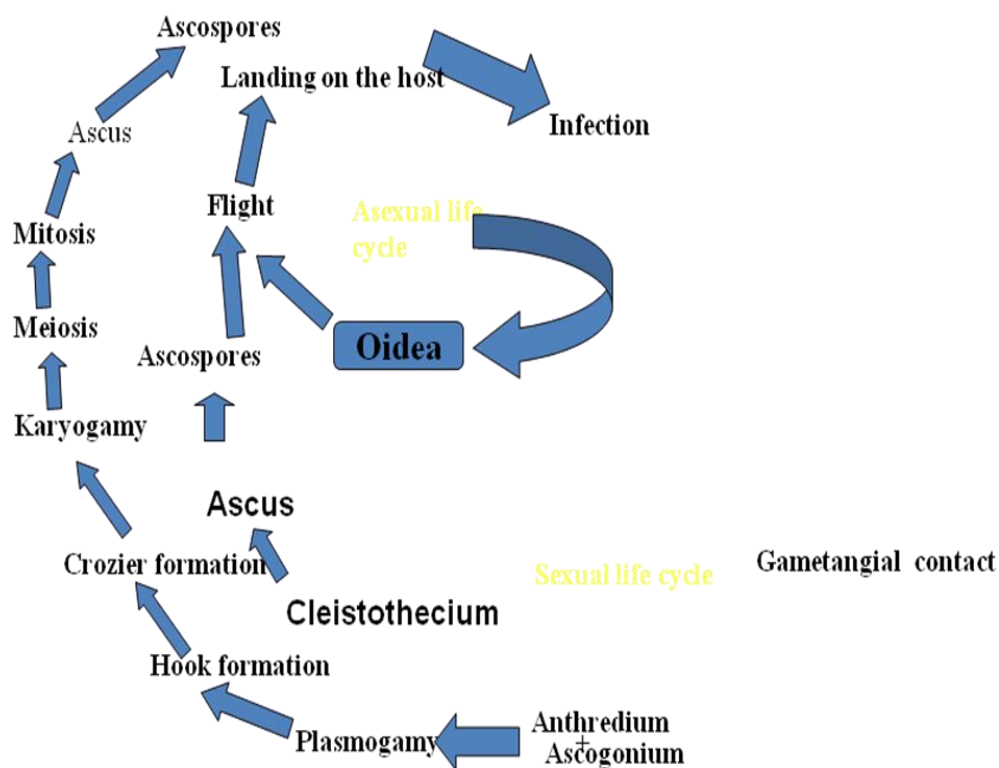 Ascospores
Landing on the host
Infection
Ascus
Flight
Asexual life
cycle
Mitosis
Meiosis
Ascospores
Oidea
Karyogamy
Ascus
Crozier formation
Sexual life cycle
Gametangial contact
Cleistothecium
Hook formation
Plasmogamy
Anthredium
+
Ascogonium